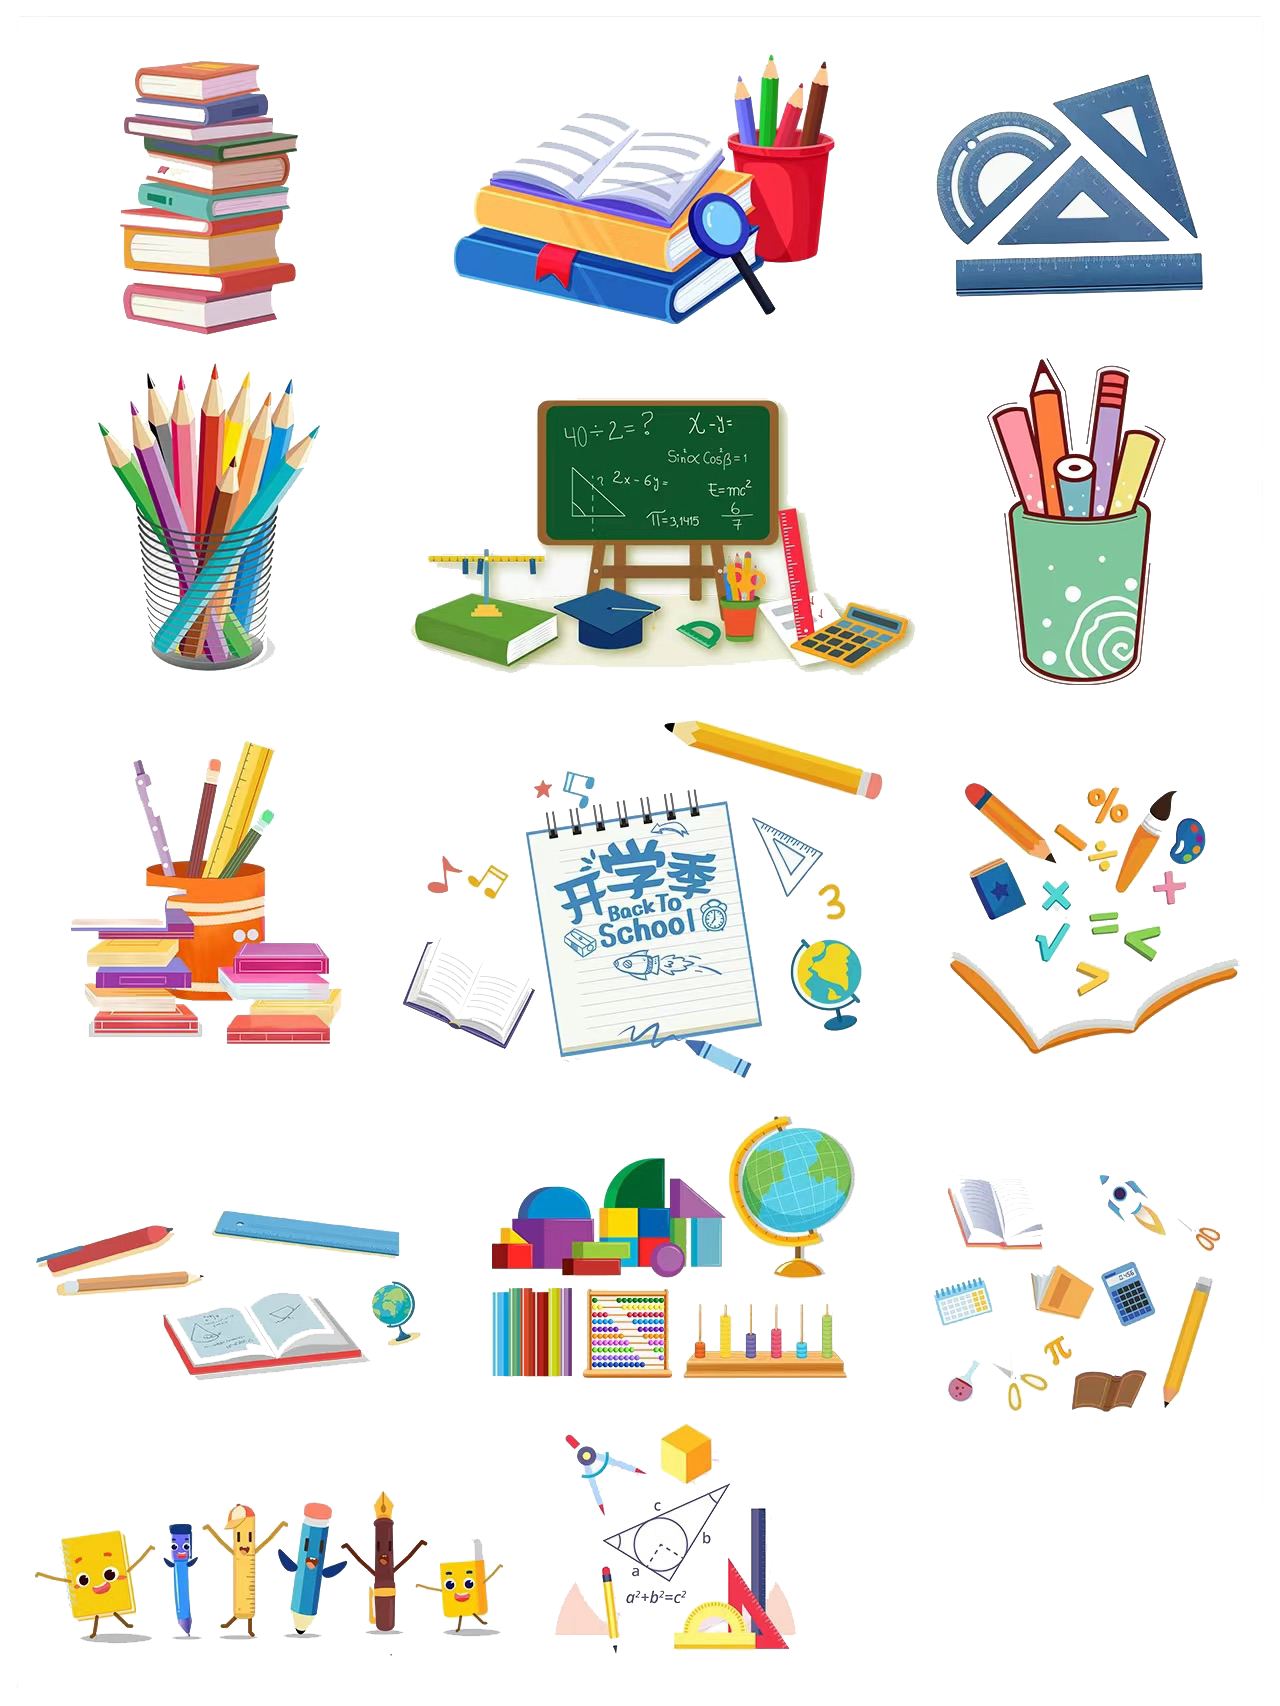 40÷2=?
x-y=
Sin²α Cos²β=1
2x-6y=
?
E=mc²
π=3,1415
6
7
开学季
Back To
School
3
%
÷
×
+
√
=
<
>
0456
π
c
b
a
a²+b²=c²